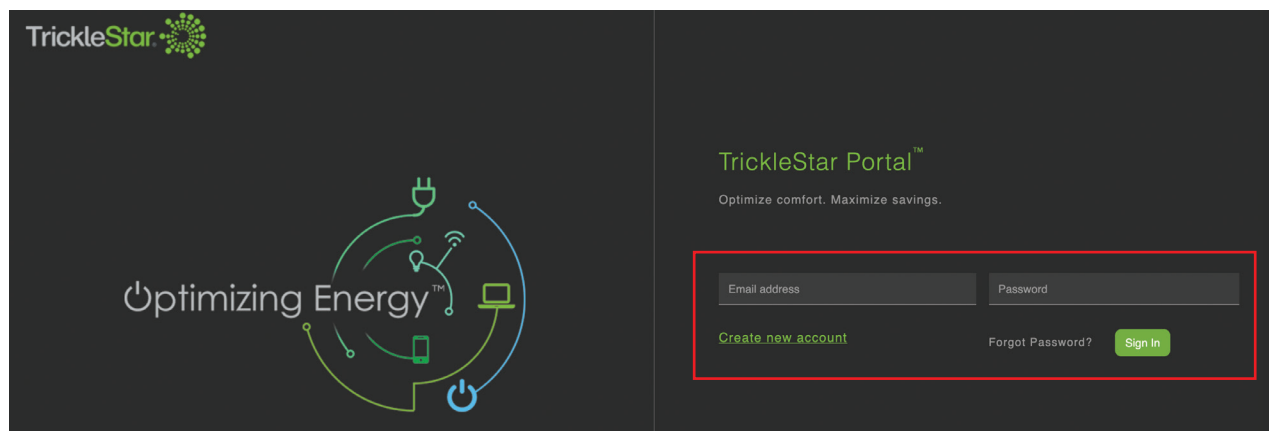 TrickleStar®
Optimizing Energy™
TrickleStar Portal™
Optimize comfort. Maximize savings.
Email address
Password
Create new account
Forgot Password?
Sign In